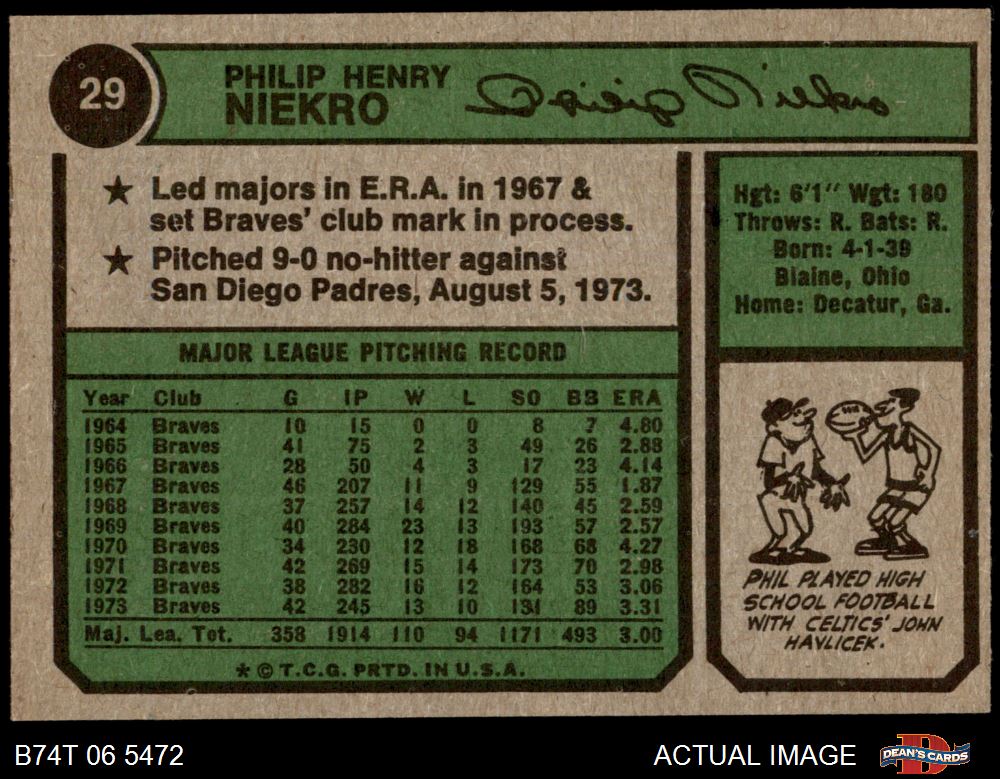 29
PHILIP HENRY
NIEKRO
Philip Niekro
★ Led majors in E.R.A. in 1967 &
set Braves' club mark in process.
★ Pitched 9-0 no-hitter against
San Diego Padres, August 5, 1973.
Hgt: 6'1" Wgt: 180
Throws: R. Bats: R.
Born: 4-1-39
Blaine, Ohio
Home: Decatur, Ga.
MAJOR LEAGUE PITCHING RECORD
Year Club G IP W L SO BB ERA
1964 Braves 10 15 0 0 8 7 4.80
1965 Braves 41 75 2 3 49 26 2.88
1966 Braves 28 50 4 3 17 23 4.14
1967 Braves 46 207 11 9 129 55 1.87
1968 Braves 37 257 14 12 140 45 2.59
1969 Braves 40 284 23 13 193 57 2.57
1970 Braves 34 230 12 18 168 68 4.27
1971 Braves 42 269 15 14 173 70 2.98
1972 Braves 38 282 16 12 164 53 3.06
1973 Braves 42 245 13 10 131 89 3.31
Maj. Lea. Tot. 358 1914 110 94 1171 493 3.00
* © T.C.G. PRTD. IN U.S.A.
PHIL PLAYED HIGH
SCHOOL FOOTBALL
WITH CELTICS' JOHN
HAVLICEK.
B74T 06 5472
ACTUAL IMAGE
DEAN'S CARDS